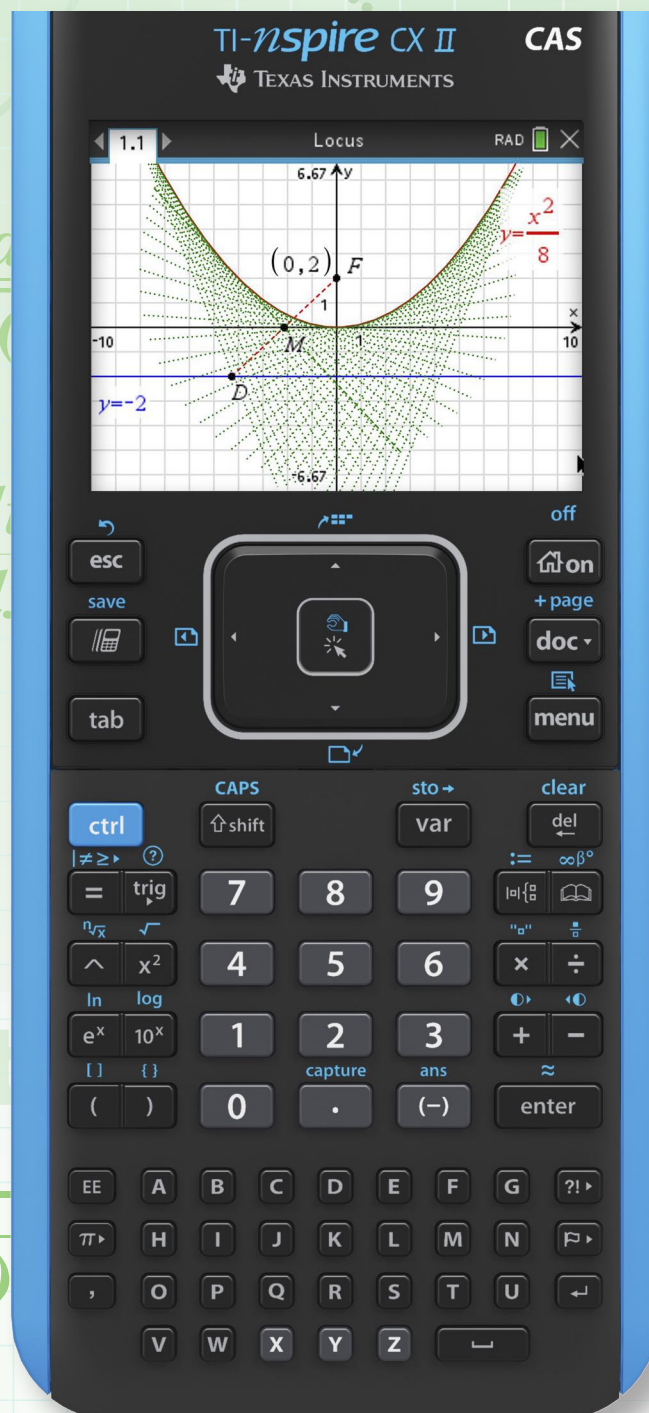 TI-nspire CX II CAS
TEXAS INSTRUMENTS
1.1 Locus RAD
6.67 y
y=x²/8
(0,2) F
1
x
-10 M 1 10
D
y=-2
-6.67
off
esc on
save +page
doc
tab menu
CAPS sto→ clear
ctrl ⇧shift var del
|≠≥▸ ? := ∞β°
= trig 7 8 9 |▫|{▫
ⁿ√x √ "▫"
^ x² 4 5 6 × ÷
ln log
eˣ 10ˣ 1 2 3 + −
[ ] { } capture ans ≈
( ) 0 . (−) enter
EE A B C D E F G ?!▸
π▸ H I J K L M N
, O P Q R S T U ↵
V W X Y Z